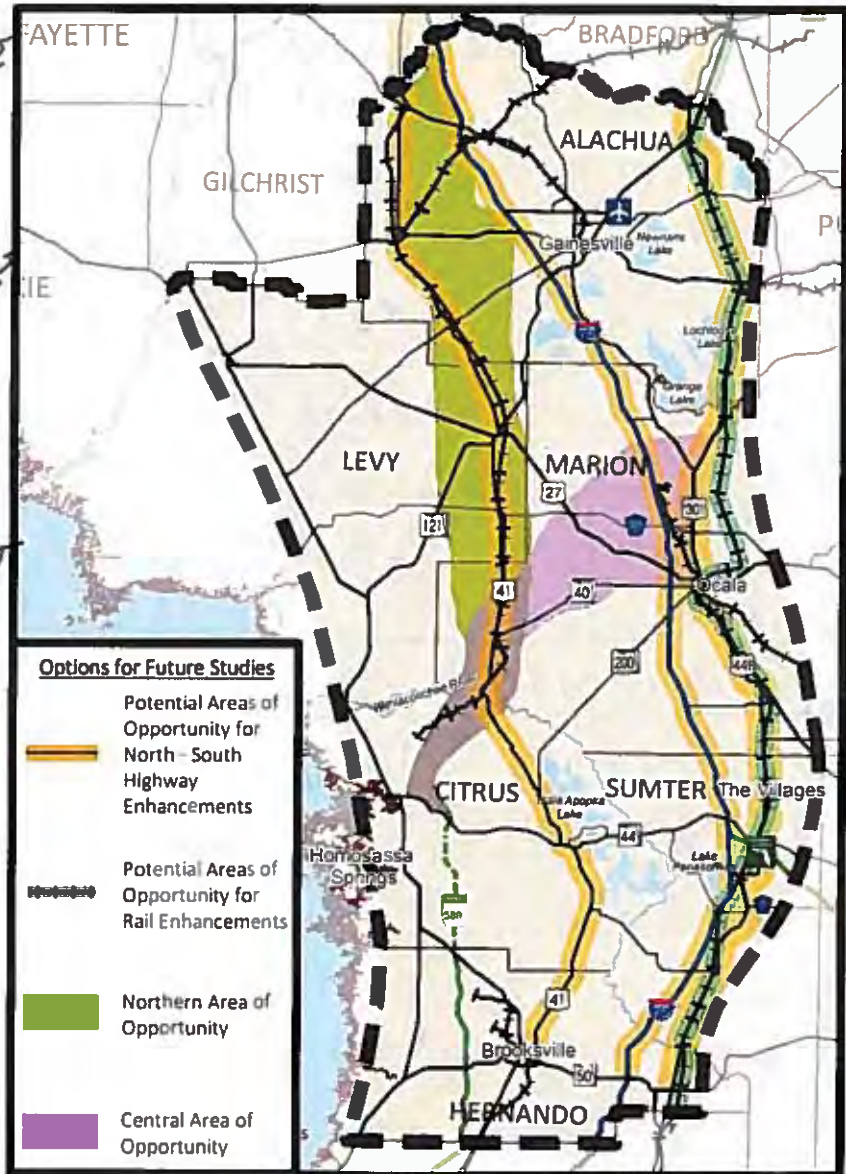 FAYETTE
BRADFORD
ALACHUA
GILCHRIST
Gainesville
Newnans
Lake
PU
IE
Lochloosa
Lake
Orange
Lake
LEVY
MARION
27
121
301
41
40
Ocala
200
Options for Future Studies
Potential Areas of
Opportunity for
North - South
Highway
Enhancements
Potential Areas of
Opportunity for
Rail Enhancements
Northern Area of
Opportunity
Central Area of
Opportunity
CITRUS
SUMTER
The Villages
Apopka
Lake
44
Lake
Homosassa
Springs
589
41
Brooksville
50
HERNANDO